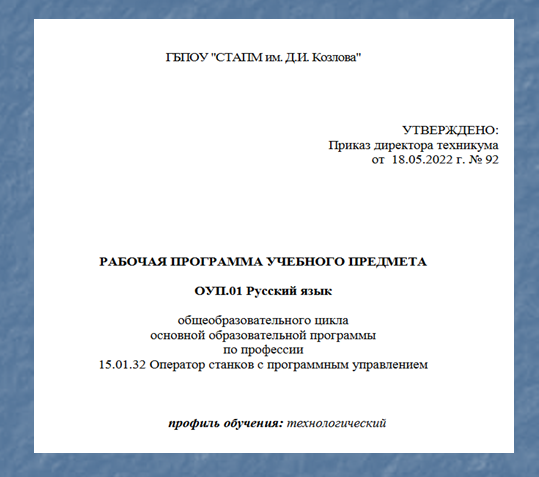 ГБПОУ "СТАПМ им. Д.И. Козлова"
УТВЕРЖДЕНО:
Приказ директора техникума
от 18.05.2022 г. № 92
РАБОЧАЯ ПРОГРАММА УЧЕБНОГО ПРЕДМЕТА
ОУП.01 Русский язык
общеобразовательного цикла
основной образовательной программы
по профессии
15.01.32 Оператор станков с программным управлением
профиль обучения: технологический